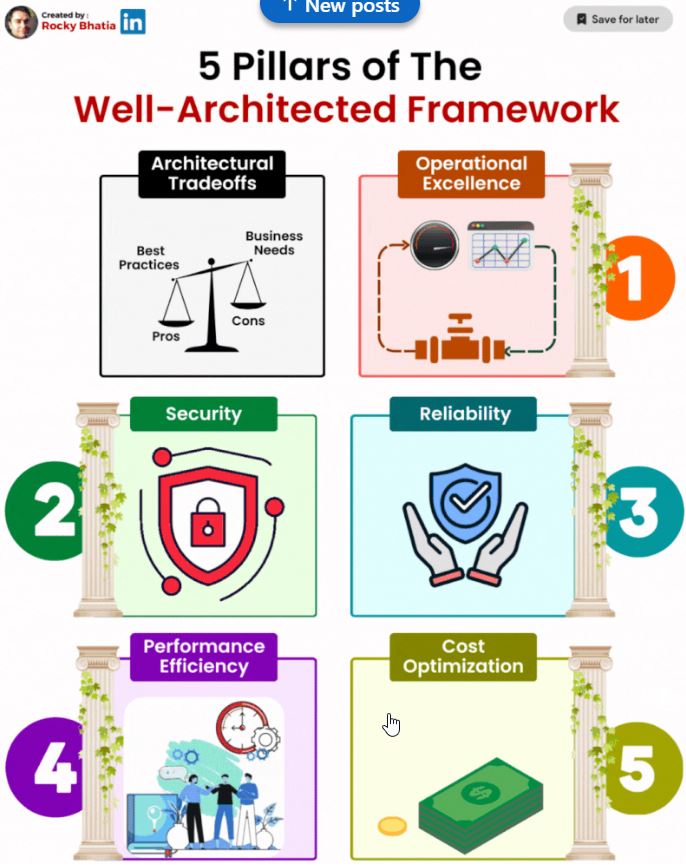 Created by :
Rocky Bhatia
in
↑ New posts
Save for later
5 Pillars of The
Well-Architected Framework
Architectural
Tradeoffs
Best
Practices
Business
Needs
Pros
Cons
Operational
Excellence
1
Security
2
Reliability
3
Performance
Efficiency
4
Cost
Optimization
$
5